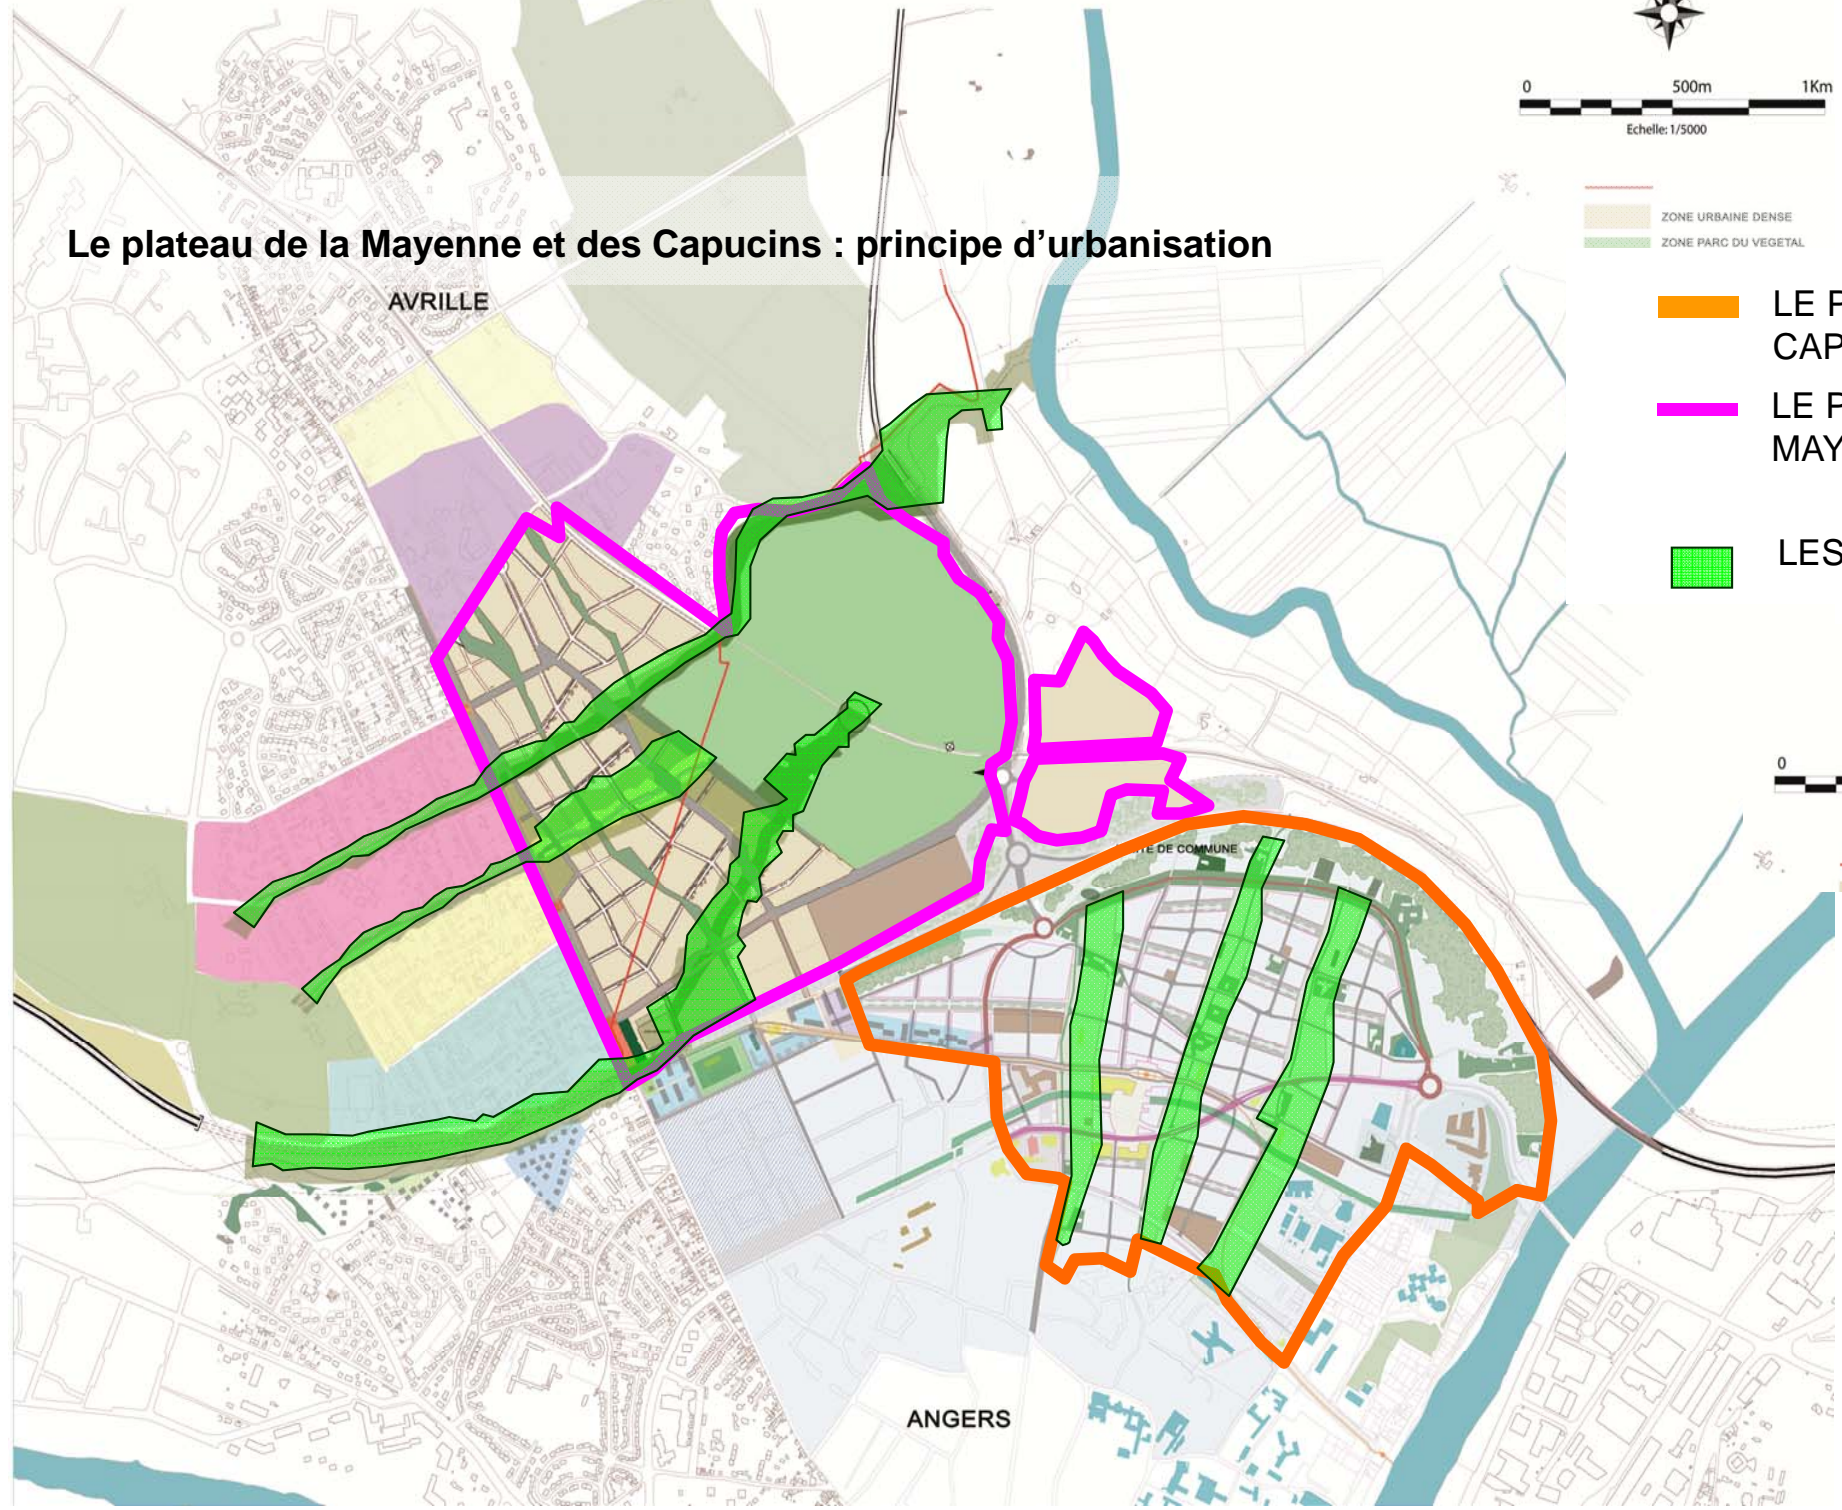 0 500m 1Km
Echelle: 1/5000
ZONE URBAINE DENSE
ZONE PARC DU VEGETAL
Le plateau de la Mayenne et des Capucins : principe d'urbanisation
AVRILLE
LE P
CAP
LE P
MAY
LES
0
DE COMMUNE
ANGERS